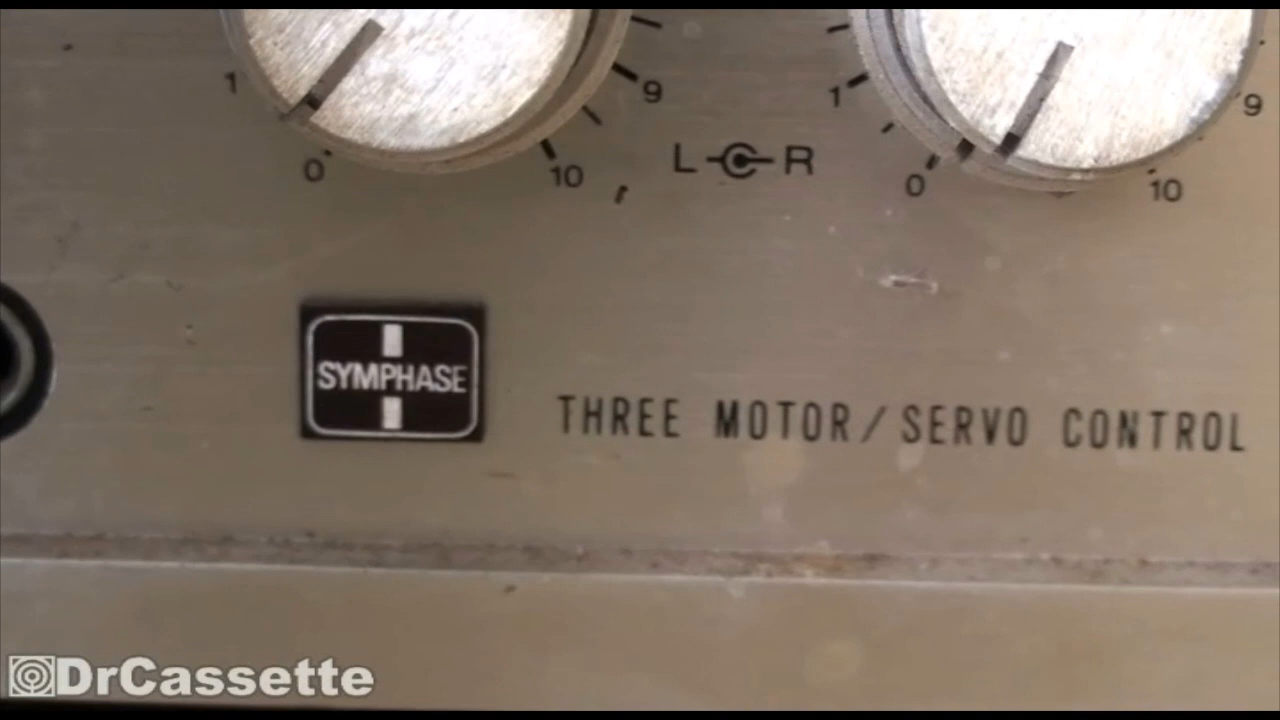 1
9
0
10
L R
1
9
0
10
SYMPHASE
THREE MOTOR/SERVO CONTROL
DrCassette